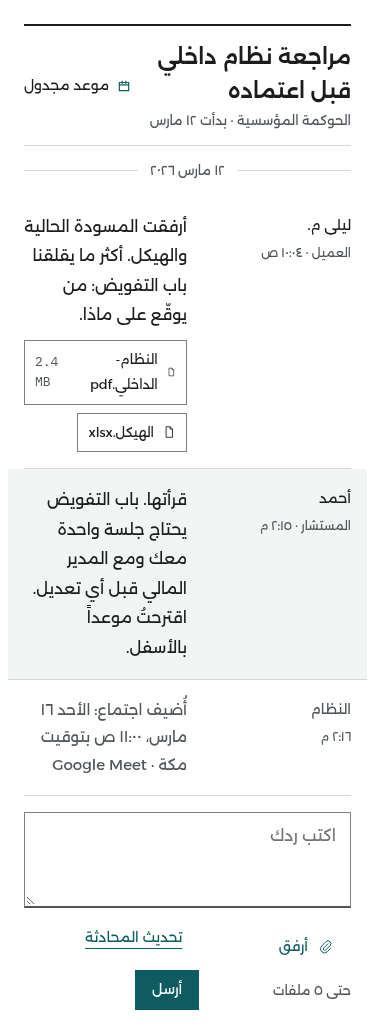 مراجعة نظام داخلي
قبل اعتماده
موعد مجدول
الحوكمة المؤسسية · بدأت ١٢ مارس
١٢ مارس ٢٠٢٦
ليلى م.
العميل · ١٠:٠٤ ص
أرفقت المسودة الحالية
والهيكل. أكثر ما يقلقنا
باب التفويض: من
يوقّع على ماذا.
النظام-
الداخلي.pdf
2.4
MB
الهيكل.xlsx
أحمد
المستشار · ٢:١٥ م
قرأتها. باب التفويض
يحتاج جلسة واحدة
معك ومع المدير
المالي قبل أي تعديل.
اقترحتُ موعداً
بالأسفل.
النظام
٢:١٦ م
أُضيف اجتماع: الأحد ١٦
مارس، ١١:٠٠ ص بتوقيت
مكة · Google Meet
اكتب ردك
أرفق
تحديث المحادثة
حتى ٥ ملفات
أرسل